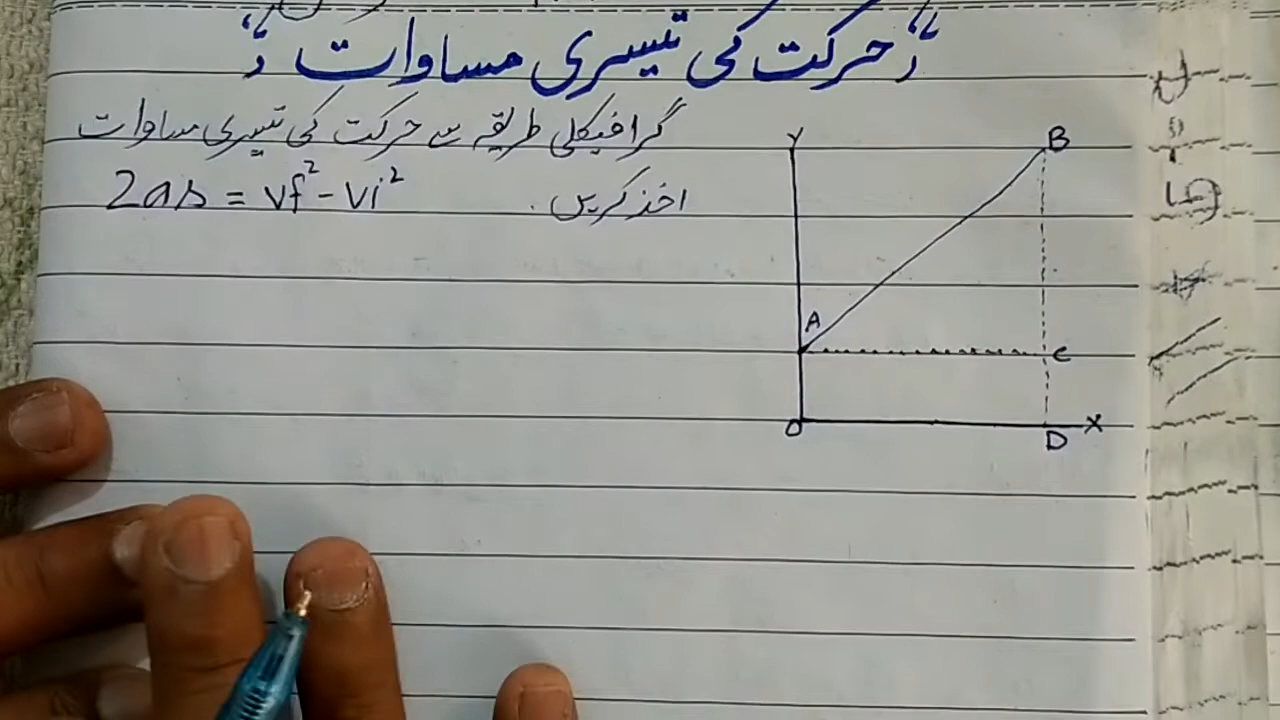 "حرکت کی تیسری مساوات"
گرافیکلی طریقہ سے حرکت کی تیسری مساوات
اخذ کریں. 2as = vf² - vi²
Y
B
A
C
O
D
X